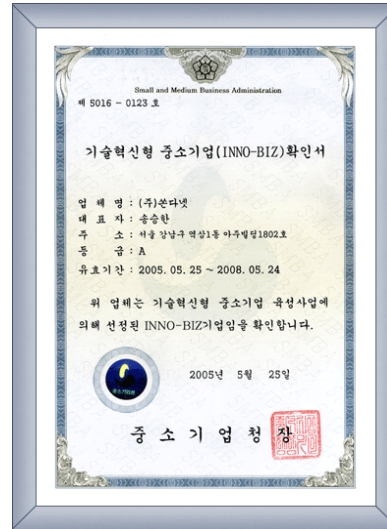 Small and Medium Business Administration
제 5016 - 0123 호
기술혁신형 중소기업(INNO-BIZ)확인서
업 체 명 : (주)쏜다넷
대 표 자 : 송승한
주 소 : 서울 강남구 역삼1동 아주빌딩1802호
등 급 : A
유효기간 : 2005. 05. 25 ~ 2008. 05. 24
위 업체는 기술혁신형 중소기업 육성사업에
의해 선정된 INNO-BIZ기업임을 확인합니다.
중소기업청
2005년 5월 25일
중 소 기 업 청 장